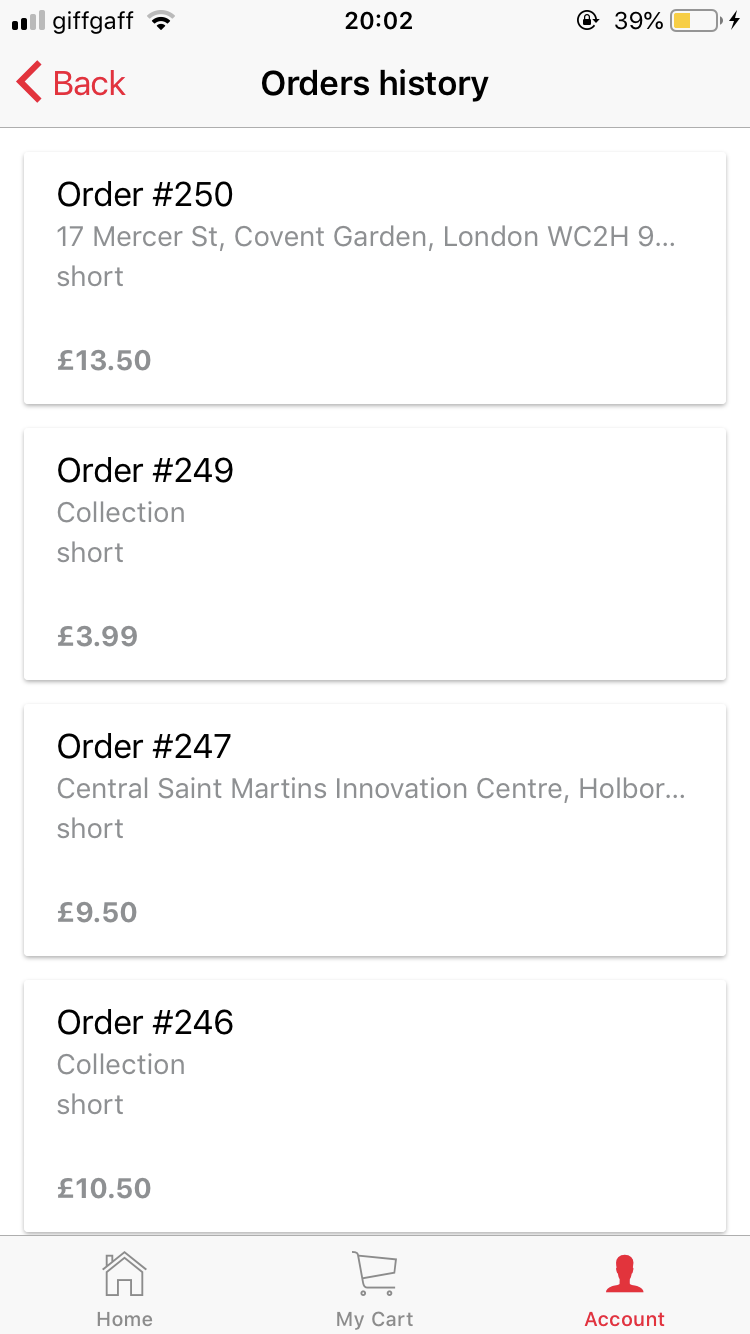 giffgaff 20:02 39%
Back Orders history
Order #250
17 Mercer St, Covent Garden, London WC2H 9...
short
£13.50
Order #249
Collection
short
£3.99
Order #247
Central Saint Martins Innovation Centre, Holbor...
short
£9.50
Order #246
Collection
short
£10.50
Home My Cart Account